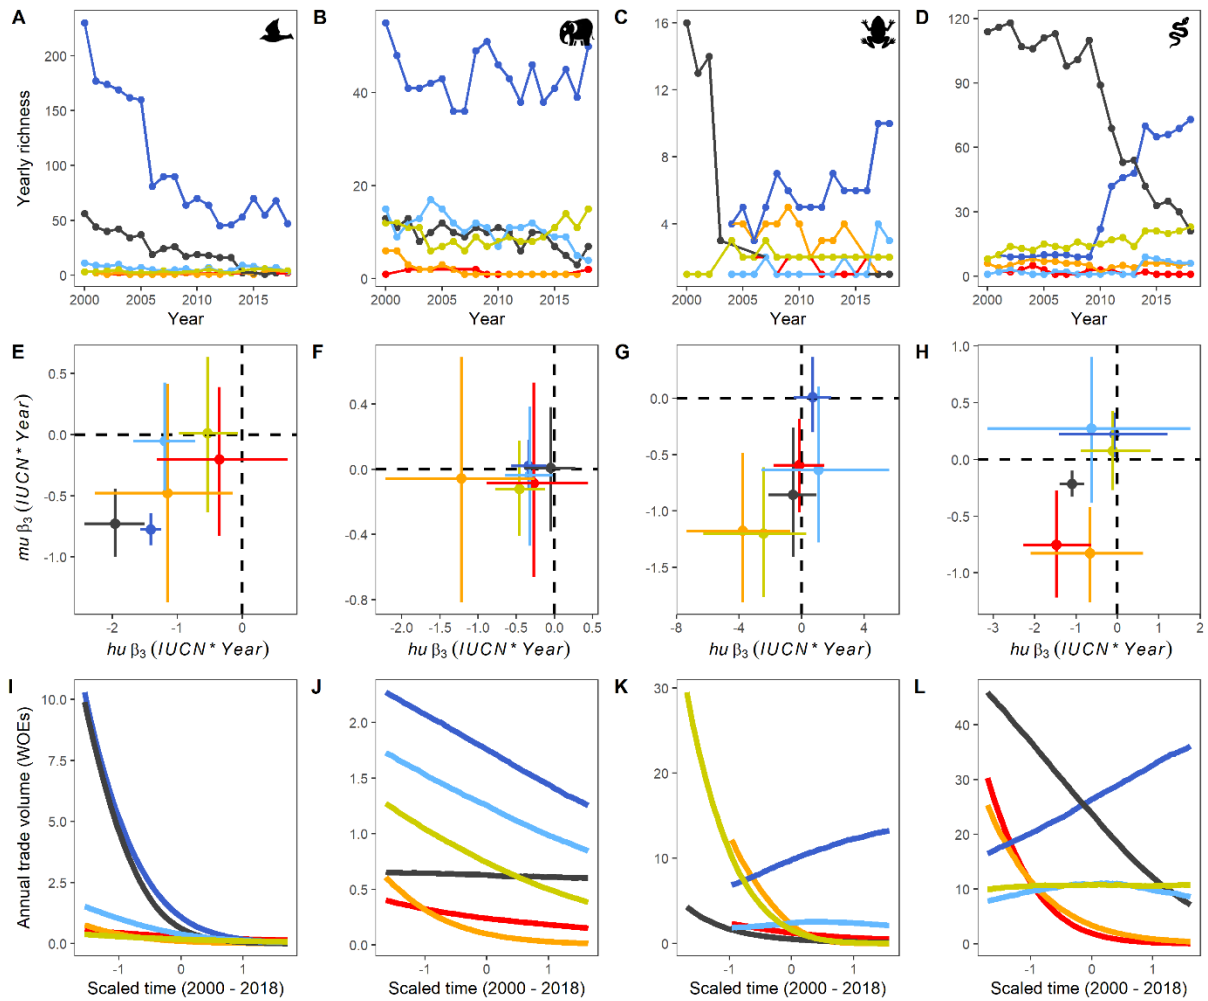 A B C D
Yearly richness
200 150 100 50 0
2000 2005 2010 2015
Year
40 20 0
2000 2005 2010 2015
Year
16 12 8 4
2000 2005 2010 2015
Year
120 90 60 30 0
2000 2005 2010 2015
Year
E F G H
mu β3 (IUCN * Year)
0.5 0.0 -0.5 -1.0
-2 -1 0
hu β3 (IUCN * Year)
0.4 0.0 -0.4 -0.8
-2.0 -1.5 -1.0 -0.5 0.0 0.5
hu β3 (IUCN * Year)
0.0 -0.5 -1.0 -1.5
-8 -4 0 4
hu β3 (IUCN * Year)
1.0 0.5 0.0 -0.5 -1.0
-3 -2 -1 0 1 2
hu β3 (IUCN * Year)
I J K L
Annual trade volume (WOEs)
10.0 7.5 5.0 2.5 0.0
-1 0 1
Scaled time (2000 - 2018)
2.0 1.5 1.0 0.5 0.0
-1 0 1
Scaled time (2000 - 2018)
30 20 10 0
-1 0 1
Scaled time (2000 - 2018)
40 30 20 10 0
-1 0 1
Scaled time (2000 - 2018)